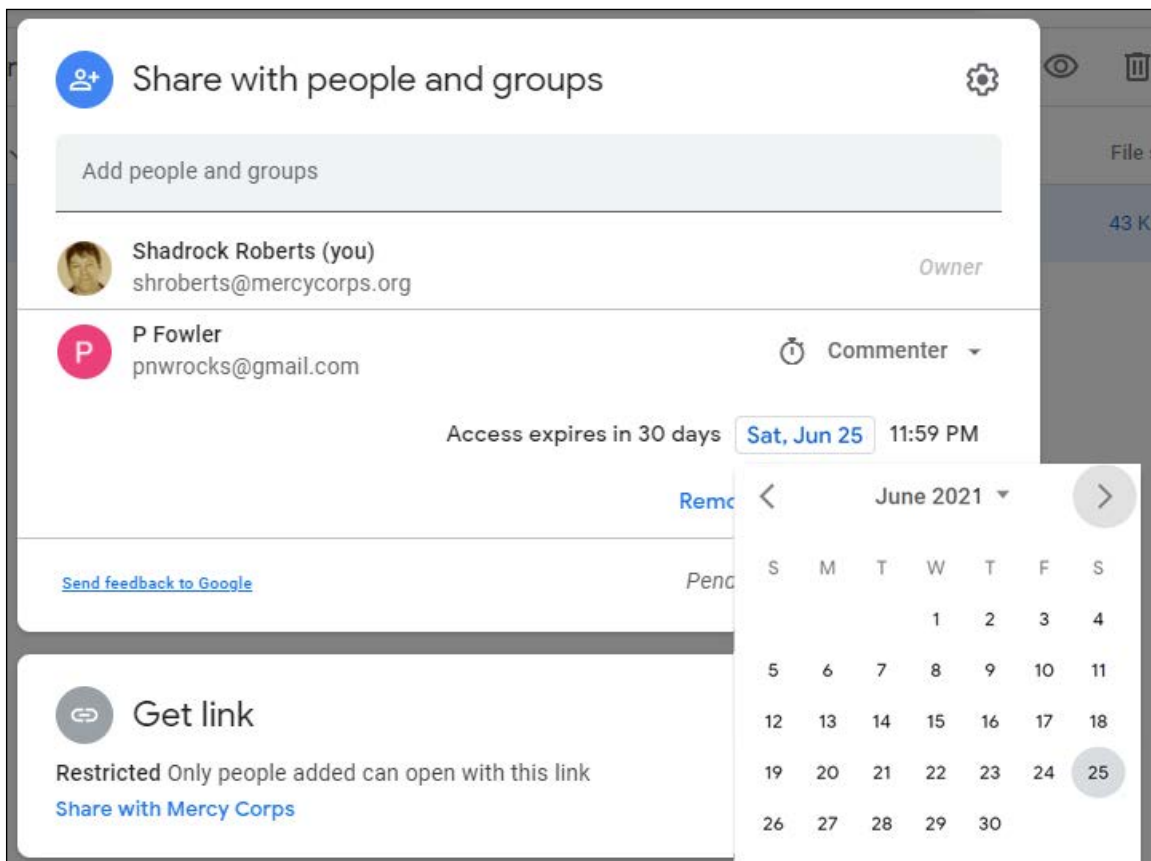 Share with people and groups
File
Add people and groups
43 K
Shadrock Roberts (you)
shroberts@mercycorps.org
Owner
P
P Fowler
pnwrocks@gmail.com
Commenter
Access expires in 30 days Sat, Jun 25 11:59 PM
Remo
June 2021
S M T W T F S
Send feedback to Google
Pend
1 2 3 4
5 6 7 8 9 10 11
12 13 14 15 16 17 18
19 20 21 22 23 24 25
26 27 28 29 30
Get link
Restricted Only people added can open with this link
Share with Mercy Corps